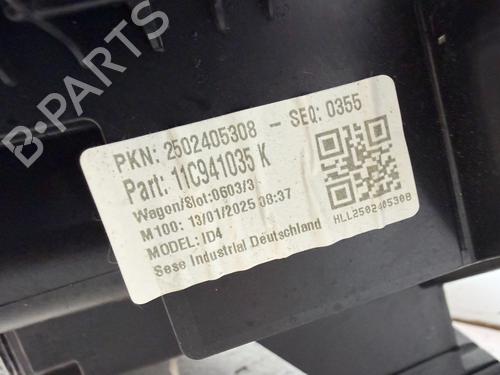 PKN: 2502405308 - SEQ: 0355
Part: 11C941035 K
Wagon/Slot:0603/3
M100: 13/01/2025 08:37
MODEL: ID4
Sese Industrial Deutschland
HLL2502405308
B-PARTS